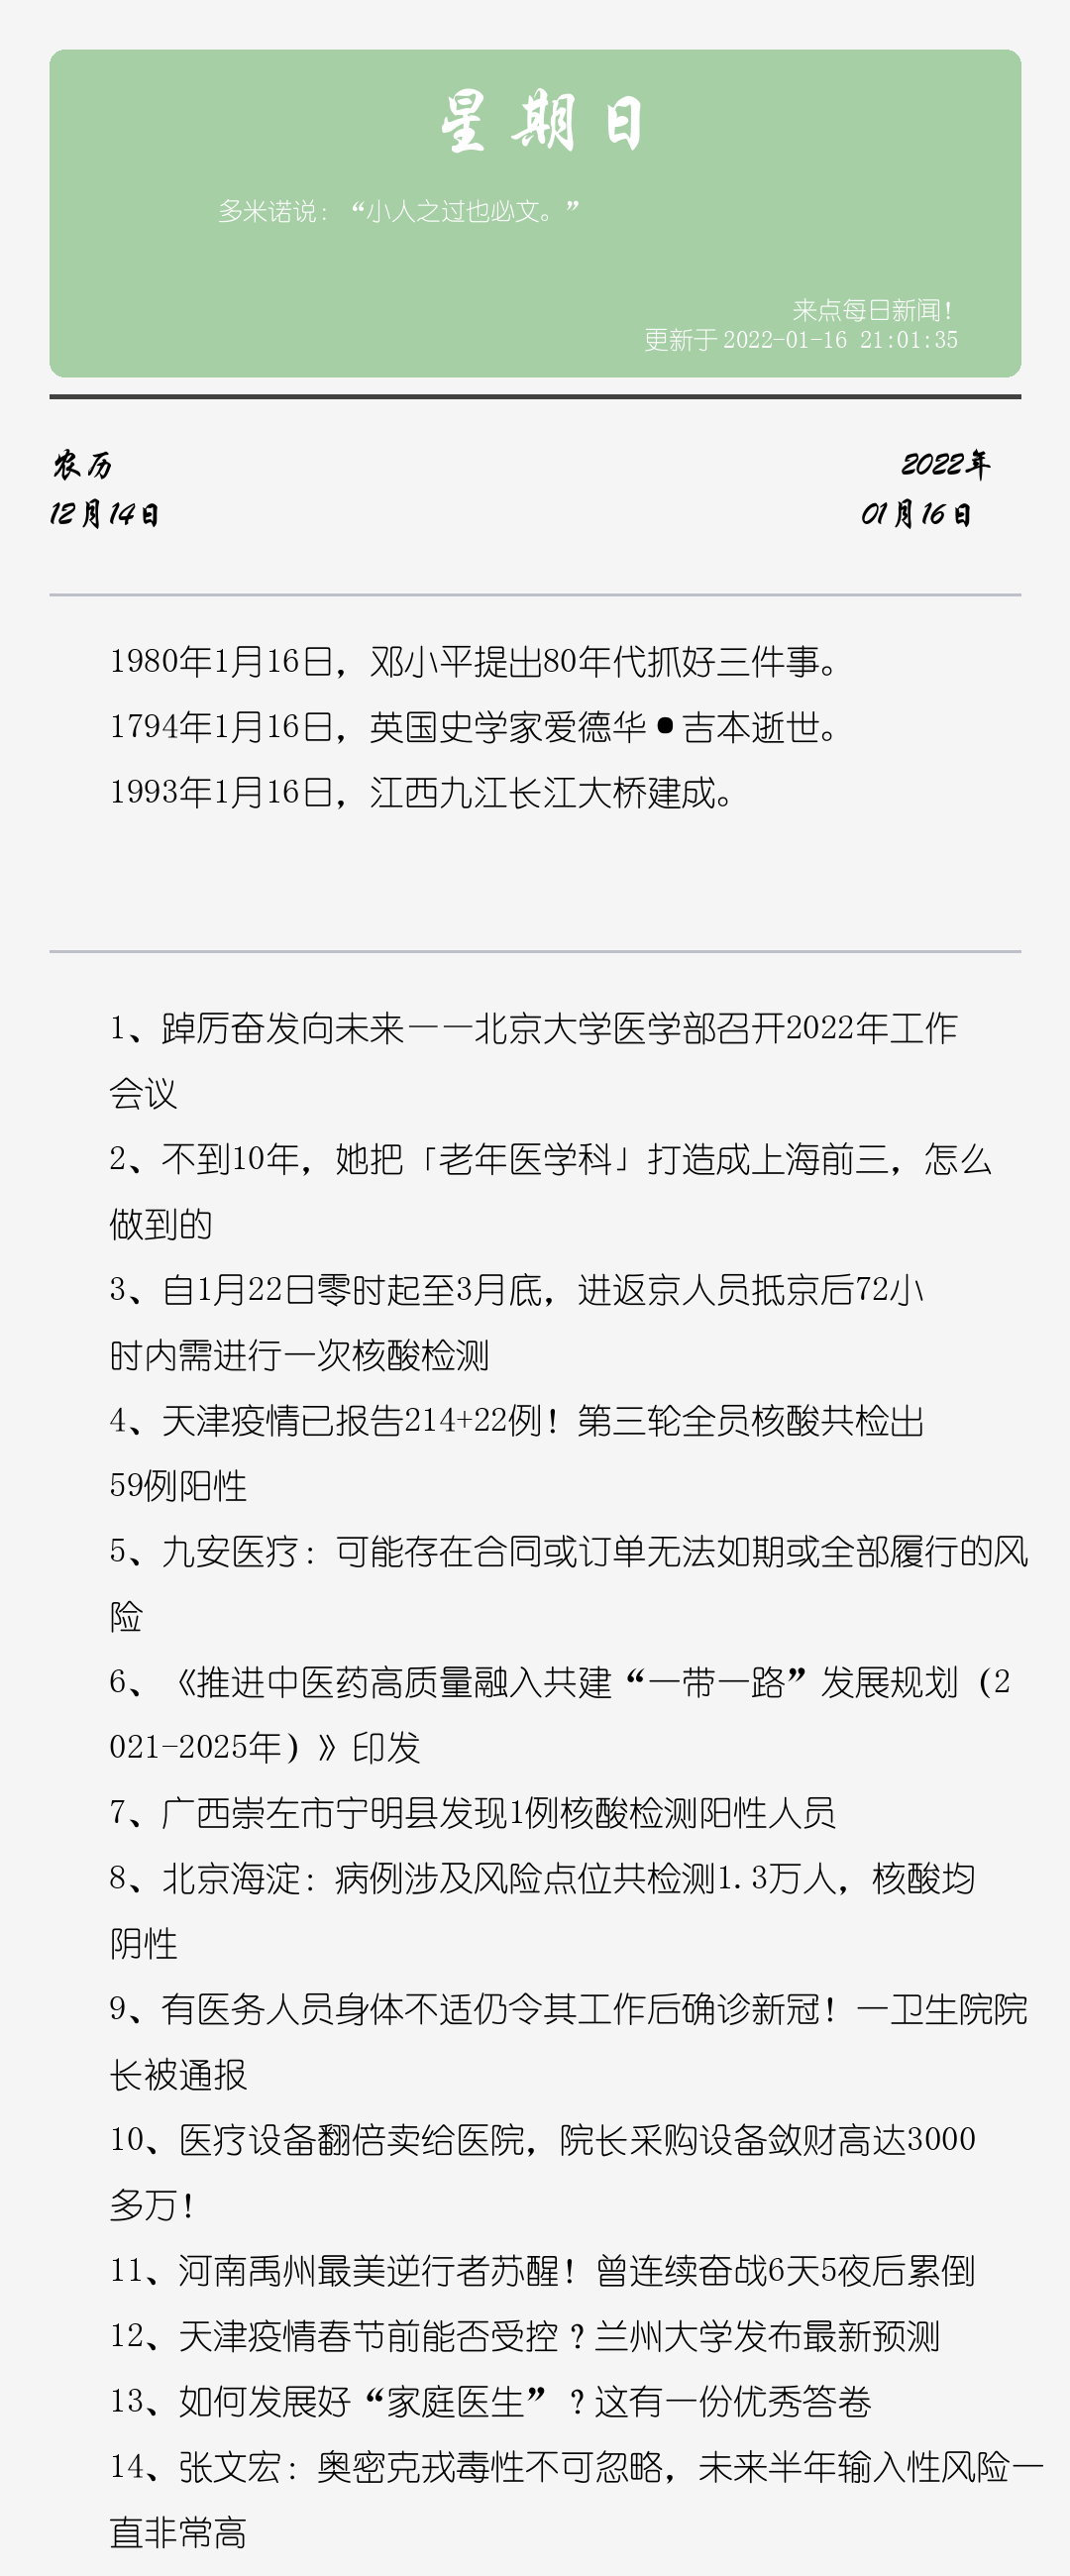 星期日
多米诺说：“小人之过也必文。”
来点每日新闻！
更新于 2022-01-16 21:01:35
农历
2022年
12月14日
01月16日
1980年1月16日，邓小平提出80年代抓好三件事。
1794年1月16日，英国史学家爱德华•吉本逝世。
1993年1月16日，江西九江长江大桥建成。
1、踔厉奋发向未来——北京大学医学部召开2022年工作
会议
2、不到10年，她把「老年医学科」打造成上海前三，怎么
做到的
3、自1月22日零时起至3月底，进返京人员抵京后72小
时内需进行一次核酸检测
4、天津疫情已报告214+22例！第三轮全员核酸共检出
59例阳性
5、九安医疗：可能存在合同或订单无法如期或全部履行的风
险
6、《推进中医药高质量融入共建“一带一路”发展规划（2
021-2025年）》印发
7、广西崇左市宁明县发现1例核酸检测阳性人员
8、北京海淀：病例涉及风险点位共检测1.3万人，核酸均
阴性
9、有医务人员身体不适仍令其工作后确诊新冠！一卫生院院
长被通报
10、医疗设备翻倍卖给医院，院长采购设备敛财高达3000
多万！
11、河南禹州最美逆行者苏醒！曾连续奋战6天5夜后累倒
12、天津疫情春节前能否受控？兰州大学发布最新预测
13、如何发展好“家庭医生”？这有一份优秀答卷
14、张文宏：奥密克戎毒性不可忽略，未来半年输入性风险一
直非常高